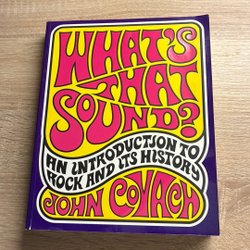 WHAT'S
THAT
SOUND?
AN INTRODUCTION TO
ROCK AND ITS HISTORY
JOHN COVACH